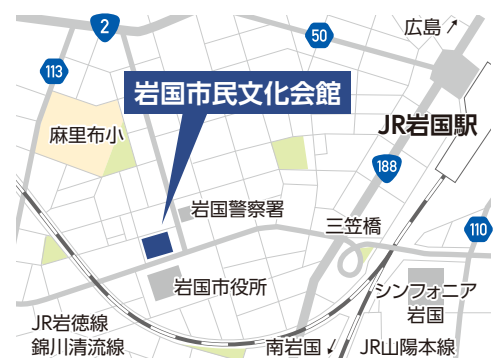 2
50
広島
113
岩国市民文化会館
麻里布小
JR岩国駅
188
岩国警察署
三笠橋
110
岩国市役所
シンフォニア
岩国
JR岩徳線
錦川清流線
南岩国
JR山陽本線